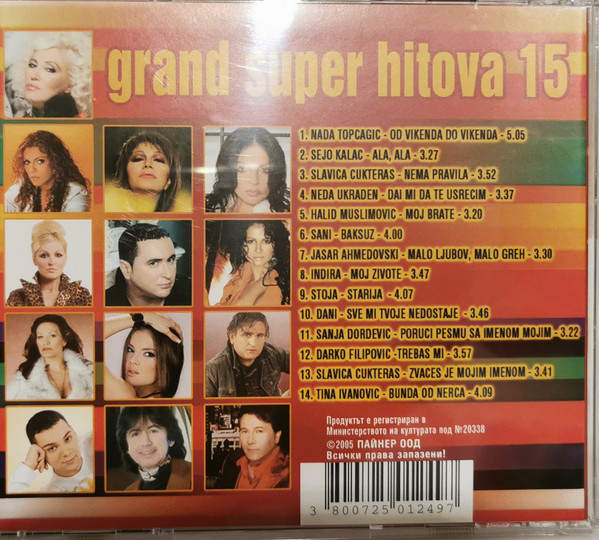 grand super hitova 15
1. NADA TOPCAGIC - OD VIKENDA DO VIKENDA - 5.05
2. SEJO KALAC - ALA, ALA - 3.27
3. SLAVICA CUKTERAS - NEMA PRAVILA - 3.52
4. NEDA UKRADEN - DAI MI DA TE USRECIM - 3.37
5. HALID MUSLIMOVIC - MOJ BRATE - 3.20
6. SANI - BAKSUZ - 4.00
7. JASAR AHMEDOVSKI - MALO LJUBOV, MALO GREH - 3.30
8. INDIRA - MOJ ZIVOTE - 3.47
9. STOJA - STARIJA - 4.07
10. DANI - SVE MI TVOJE NEDOSTAJE - 3.46
11. SANJA DORDEVIC - PORUCI PESMU SA IMENOM MOJIM - 3.22
12. DARKO FILIPOVIC -TREBAS MI - 3.57
13. SLAVICA CUKTERAS - ZVACES JE MOJIM IMENOM - 3.41
14. TINA IVANOVIC - BUNDA OD NERCA - 4.09
Продуктът е регистриран в
Министерството на културата под №20338
©2005 ПАЙНЕР ООД
Всички права запазени!
3 800725 012497